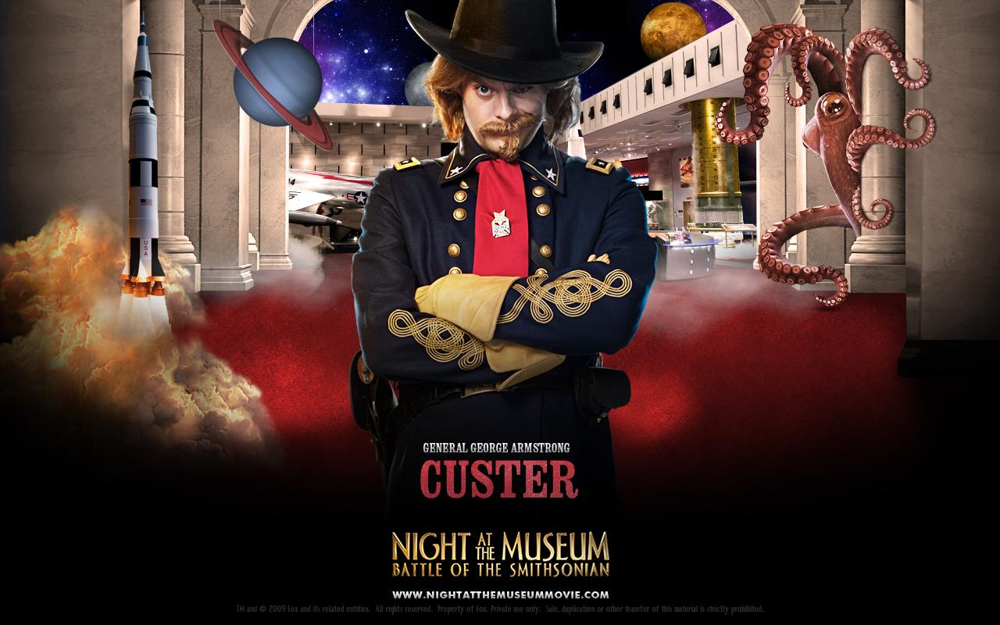 USA
GENERAL GEORGE ARMSTRONG
CUSTER
NIGHT AT THE MUSEUM
BATTLE OF THE SMITHSONIAN
WWW.NIGHTATTHEMUSEUMMOVIE.COM
TM and © 2009 Fox and its related entities. All rights reserved. Property of Fox. Private use only. Sale, duplication or other transfer of this material is strictly prohibited.